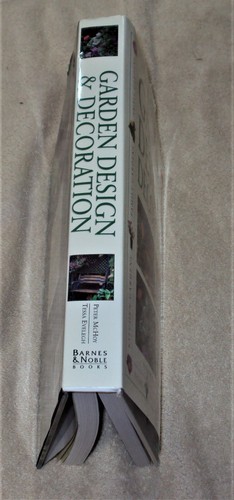 GARDEN DESIGN
& DECORATION
PETER MCHOY
TESSA EVELEIGH
BARNES
& NOBLE
BOOKS